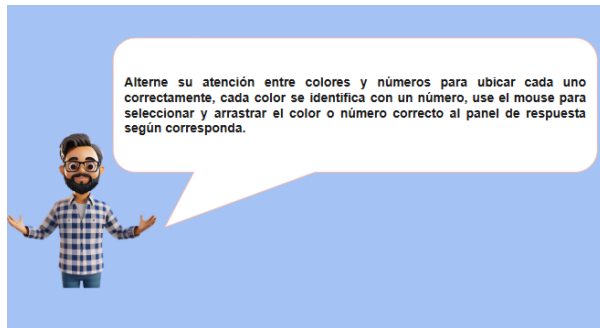 Alterne su atención entre colores y números para ubicar cada uno
correctamente, cada color se identifica con un número, use el mouse para
seleccionar y arrastrar el color o número correcto al panel de respuesta
según corresponda.